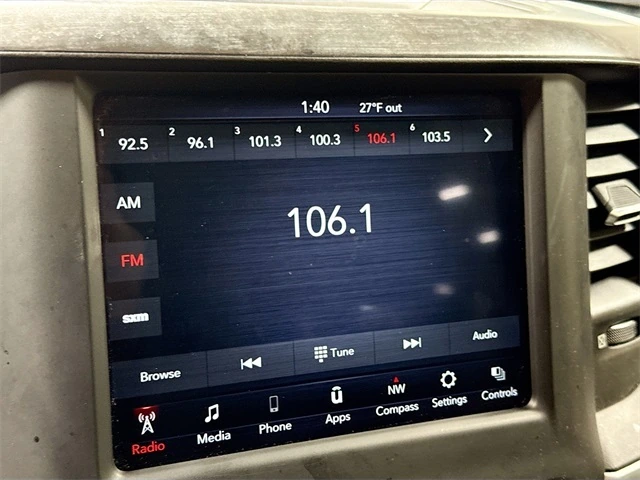 1:40 27°F out
1 92.5 2 96.1 3 101.3 4 100.3 5 106.1 6 103.5
AM
106.1
FM
sxm
Browse Tune Audio
Radio Media Phone Apps NW Compass Settings Controls